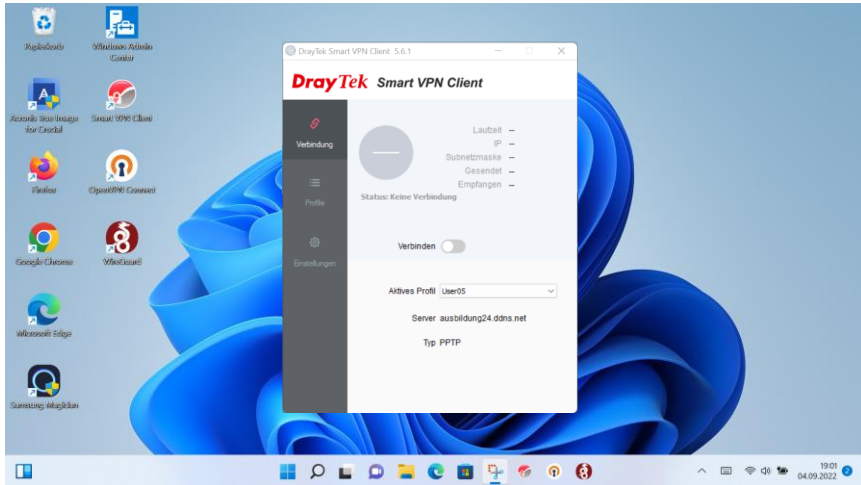 Papierkorb
Windows Admin
Center
Acronis True Image
for Crucial
Smart VPN Client
Firefox
OpenVPN Connect
Google Chrome
WireGuard
Microsoft Edge
Samsung Magician
DrayTek Smart VPN Client 5.6.1
DrayTek Smart VPN Client
Verbindung
Profile
Einstellungen
Laufzeit --
IP --
Subnetzmaske --
Gesendet --
Empfangen --
Status: Keine Verbindung
Verbinden
Aktives Profil User05
Server ausbildung24.ddns.net
Typ PPTP
19:01
04.09.2022
2